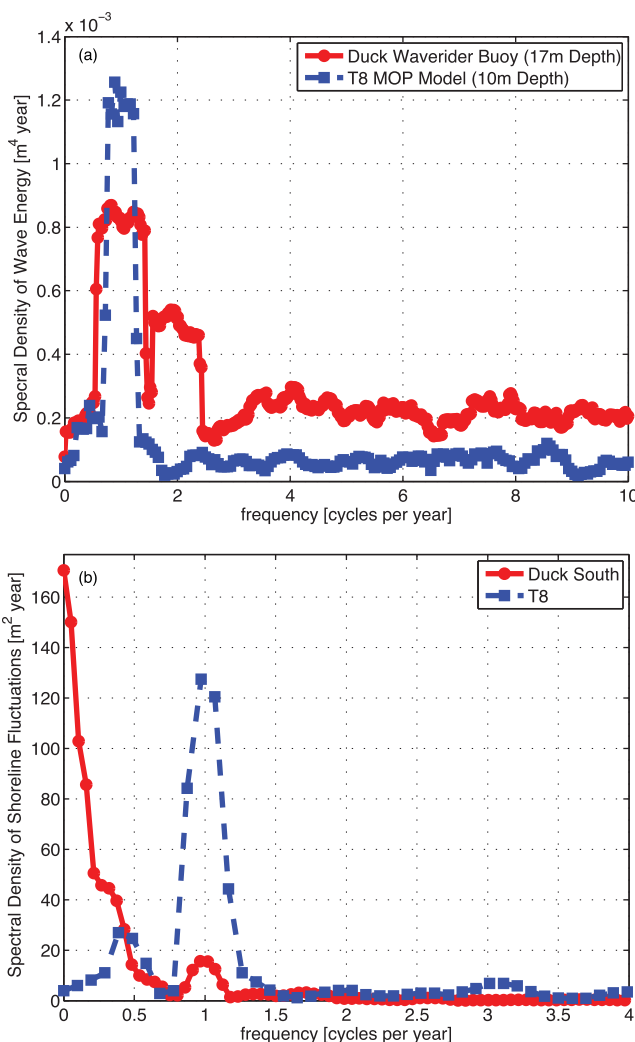 x 10⁻³
1.4
(a)
Duck Waverider Buoy (17m Depth)
T8 MOP Model (10m Depth)
1.2
1
0.8
0.6
0.4
0.2
0
Specral Density of Wave Energy [m⁴ year]
0 2 4 6 8 10
frequency [cycles per year]
(b)
Duck South
T8
160
140
120
100
80
60
40
20
0
Spectral Density of Shoreline Fluctuations [m² year]
0 0.5 1 1.5 2 2.5 3 3.5 4
frequency [cycles per year]